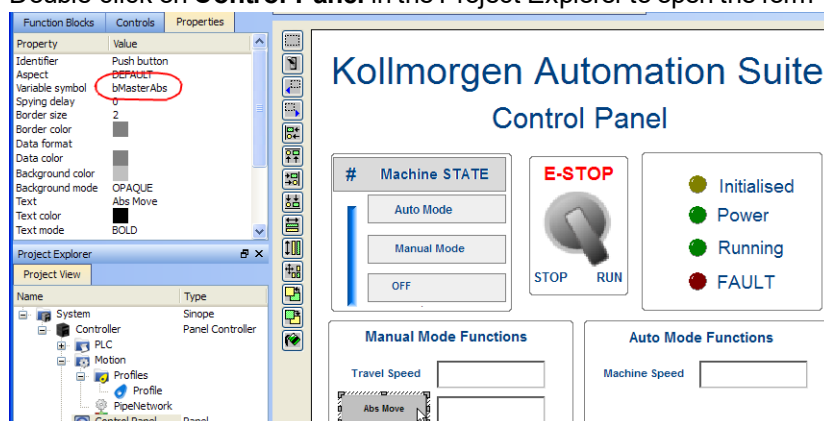 Double-click on Control Panel in the Project Explorer to open the form
Function Blocks Controls Properties
Property Value
Identifier Push button
Aspect DEFAULT
Variable symbol bMasterAbs
Spying delay 0
Border size 2
Border color
Data format
Data color
Background color
Background mode OPAQUE
Text Abs Move
Text color
Text mode BOLD
Project Explorer
Project View
Name Type
System Sinope
Controller Panel Controller
PLC
Motion
Profiles
Profile
PipeNetwork
Control Panel Panel
Kollmorgen Automation Suite
Control Panel
# Machine STATE
Auto Mode
Manual Mode
OFF
E-STOP
STOP RUN
Initialised
Power
Running
FAULT
Manual Mode Functions
Travel Speed
Abs Move
Auto Mode Functions
Machine Speed